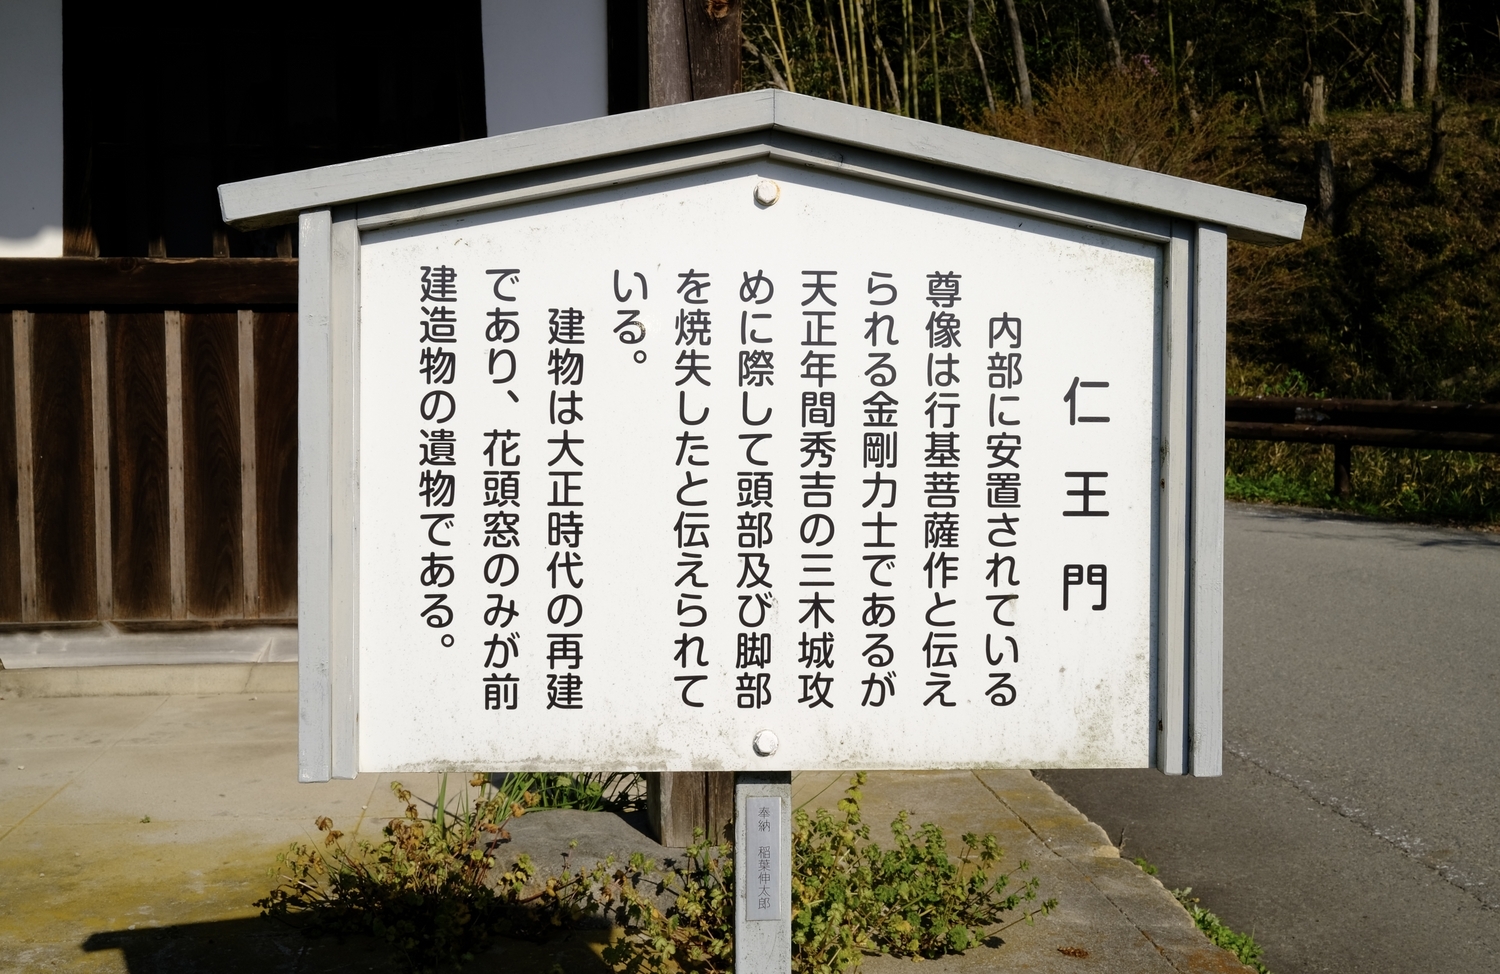 仁王門
内部に安置されている
尊像は行基菩薩作と伝え
られる金剛力士であるが
天正年間秀吉の三木城攻
めに際して頭部及び脚部
を焼失したと伝えられて
いる。
建物は大正時代の再建
であり、花頭窓のみが前
建造物の遺物である。
奉納 稲葉伸太郎